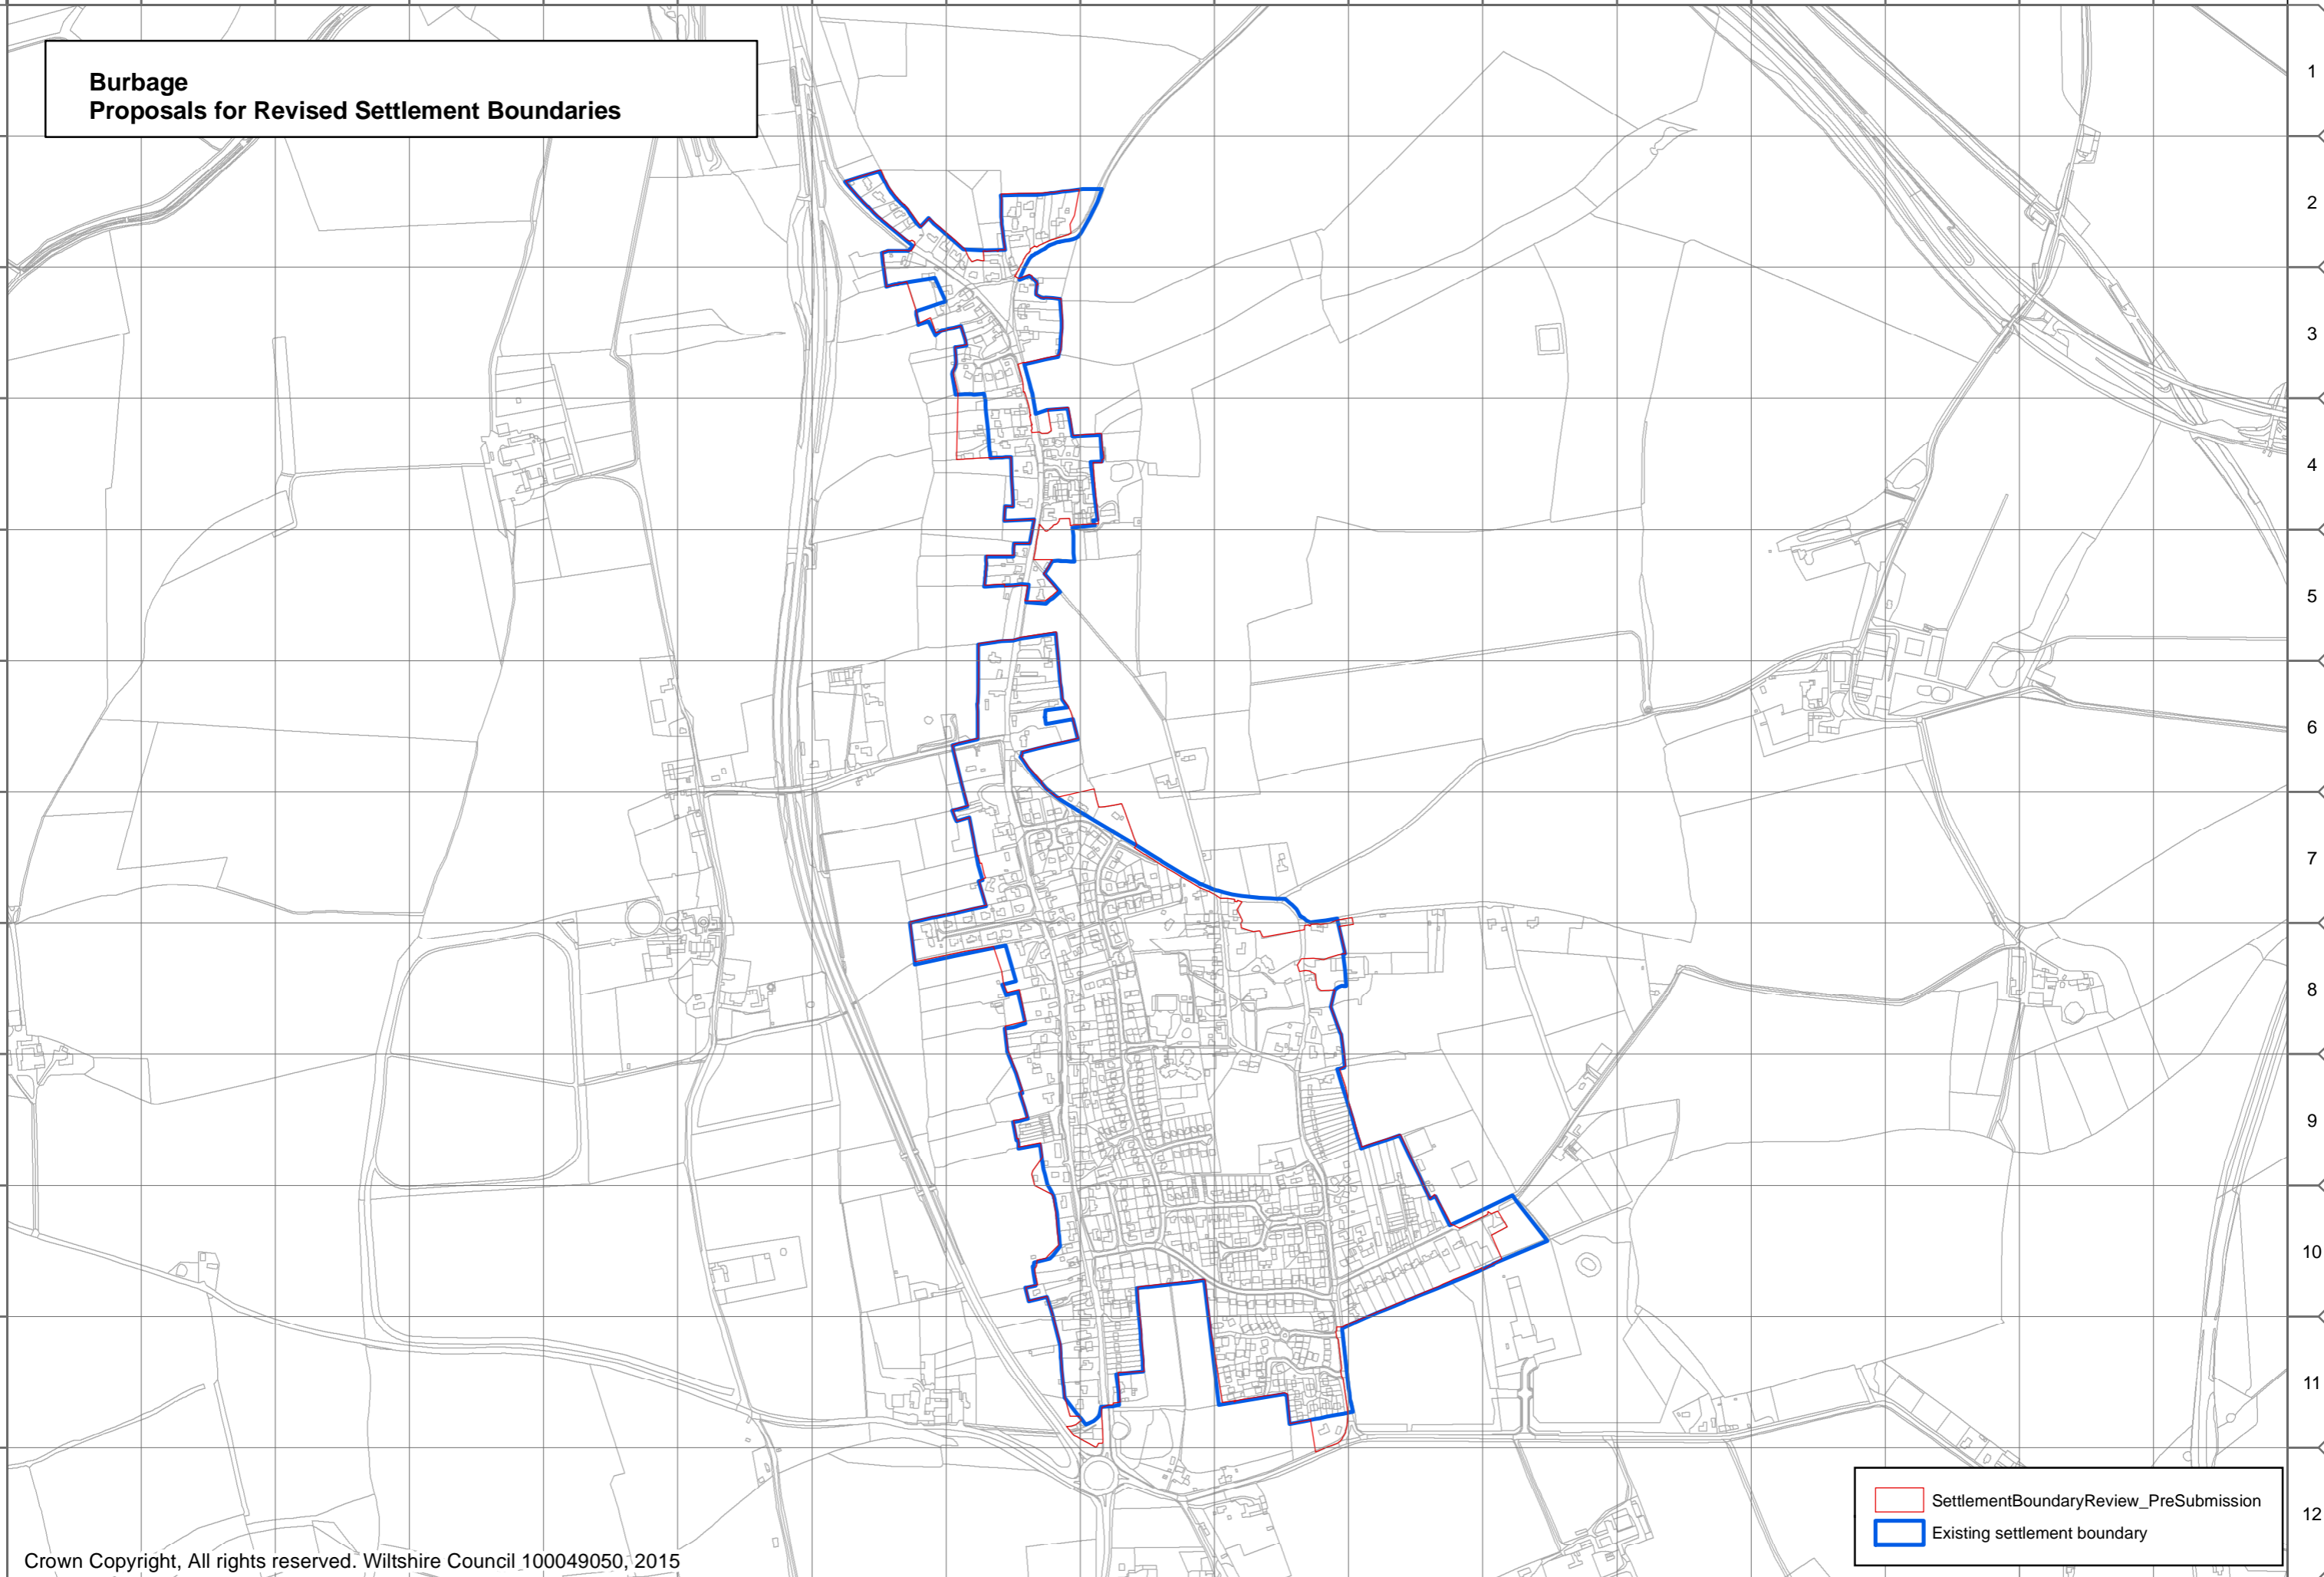 Burbage
Proposals for Revised Settlement Boundaries
1
2
3
4
5
6
7
8
9
10
11
12
SettlementBoundaryReview_PreSubmission
Existing settlement boundary
Crown Copyright, All rights reserved. Wiltshire Council 100049050, 2015